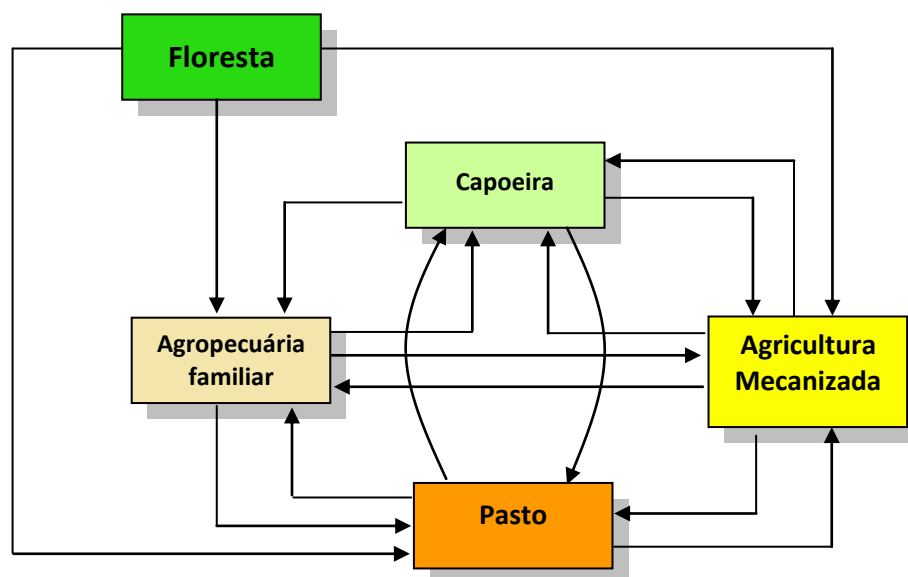 Floresta
Capoeira
Agropecuária
familiar
Agricultura
Mecanizada
Pasto